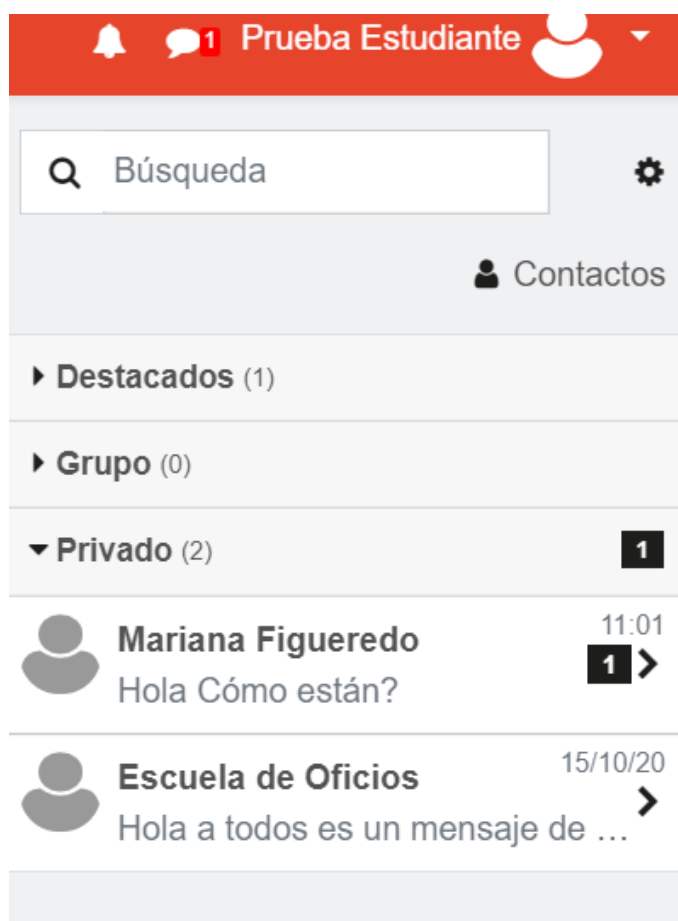 1 Prueba Estudiante
Búsqueda
Contactos
Destacados (1)
Grupo (0)
Privado (2) 1
Mariana Figueredo 11:01
Hola Cómo están? 1
Escuela de Oficios 15/10/20
Hola a todos es un mensaje de ...